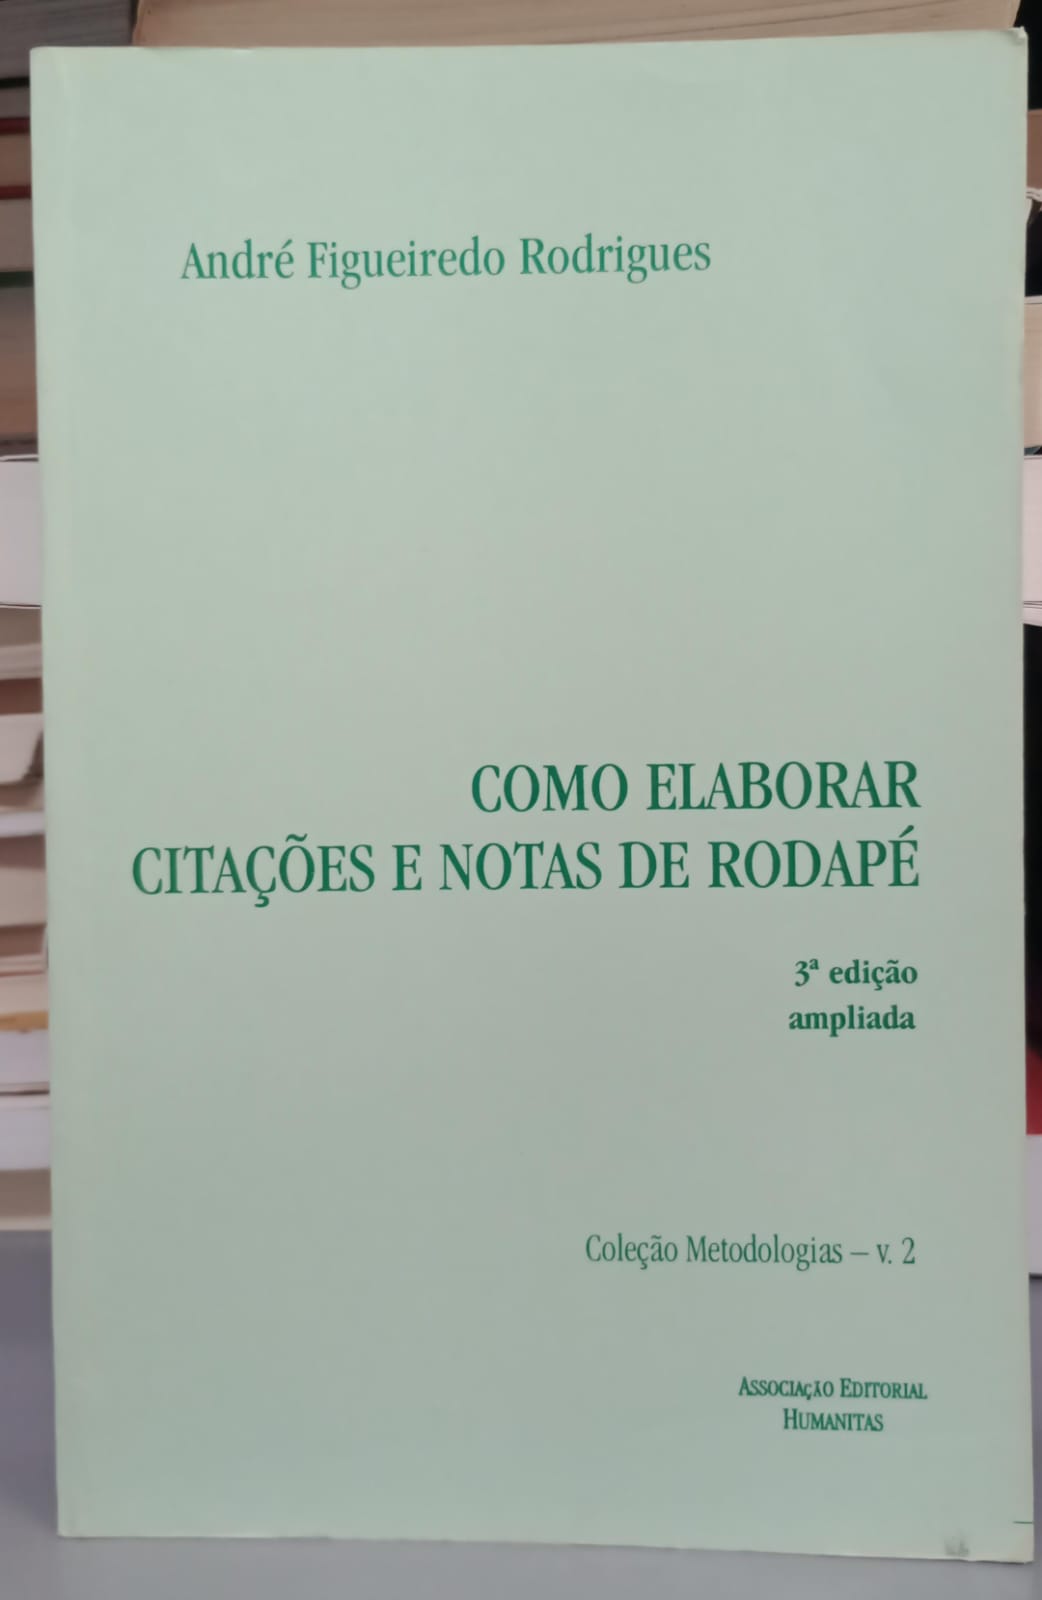 André Figueiredo Rodrigues
COMO ELABORAR
CITAÇÕES E NOTAS DE RODAPÉ
3ª edição
ampliada
Coleção Metodologias – v. 2
ASSOCIAÇÃO EDITORIAL
HUMANITAS